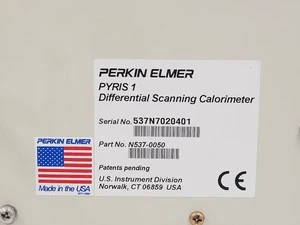 PERKIN ELMER
PYRIS 1
Differential Scanning Calorimeter
Serial No. 537N7020401
Part No. N537-0050
Patents pending
U.S. Instrument Division
Norwalk, CT 06859 USA
CE
PERKIN ELMER
Made in the USA